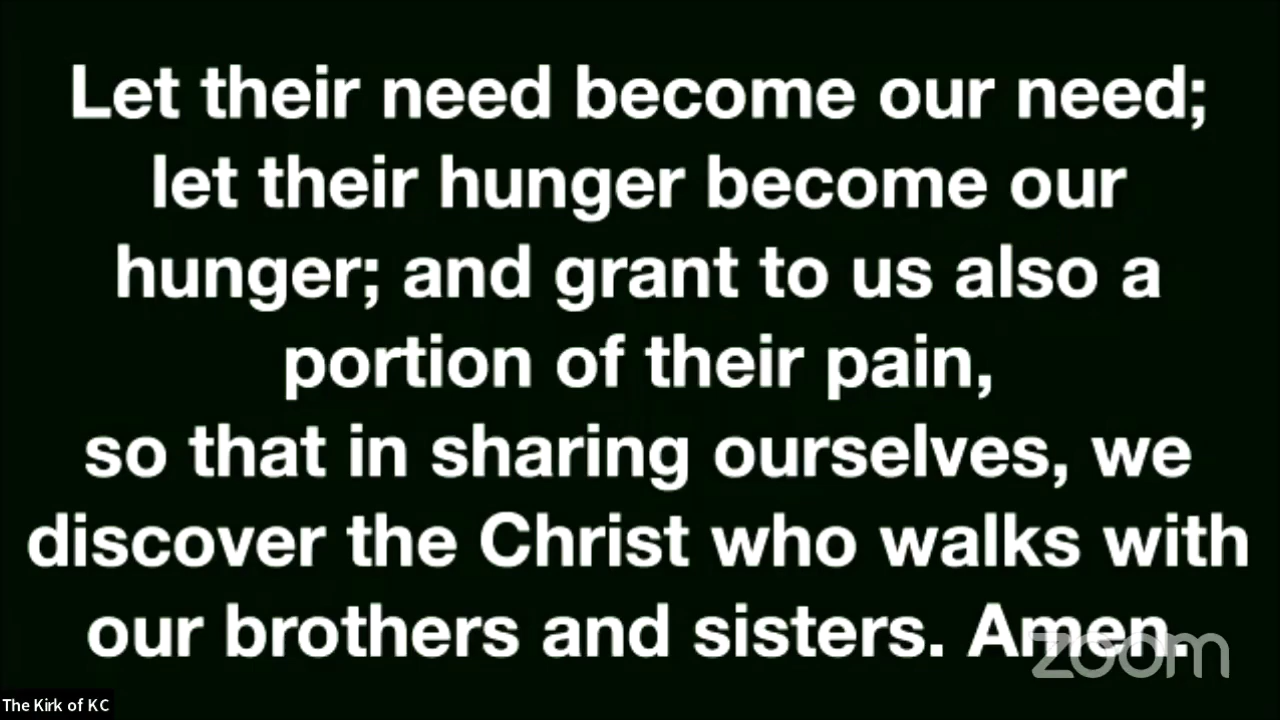 Let their need become our need;
let their hunger become our
hunger; and grant to us also a
portion of their pain,
so that in sharing ourselves, we
discover the Christ who walks with
our brothers and sisters. Amen.
zoom
The Kirk of KC